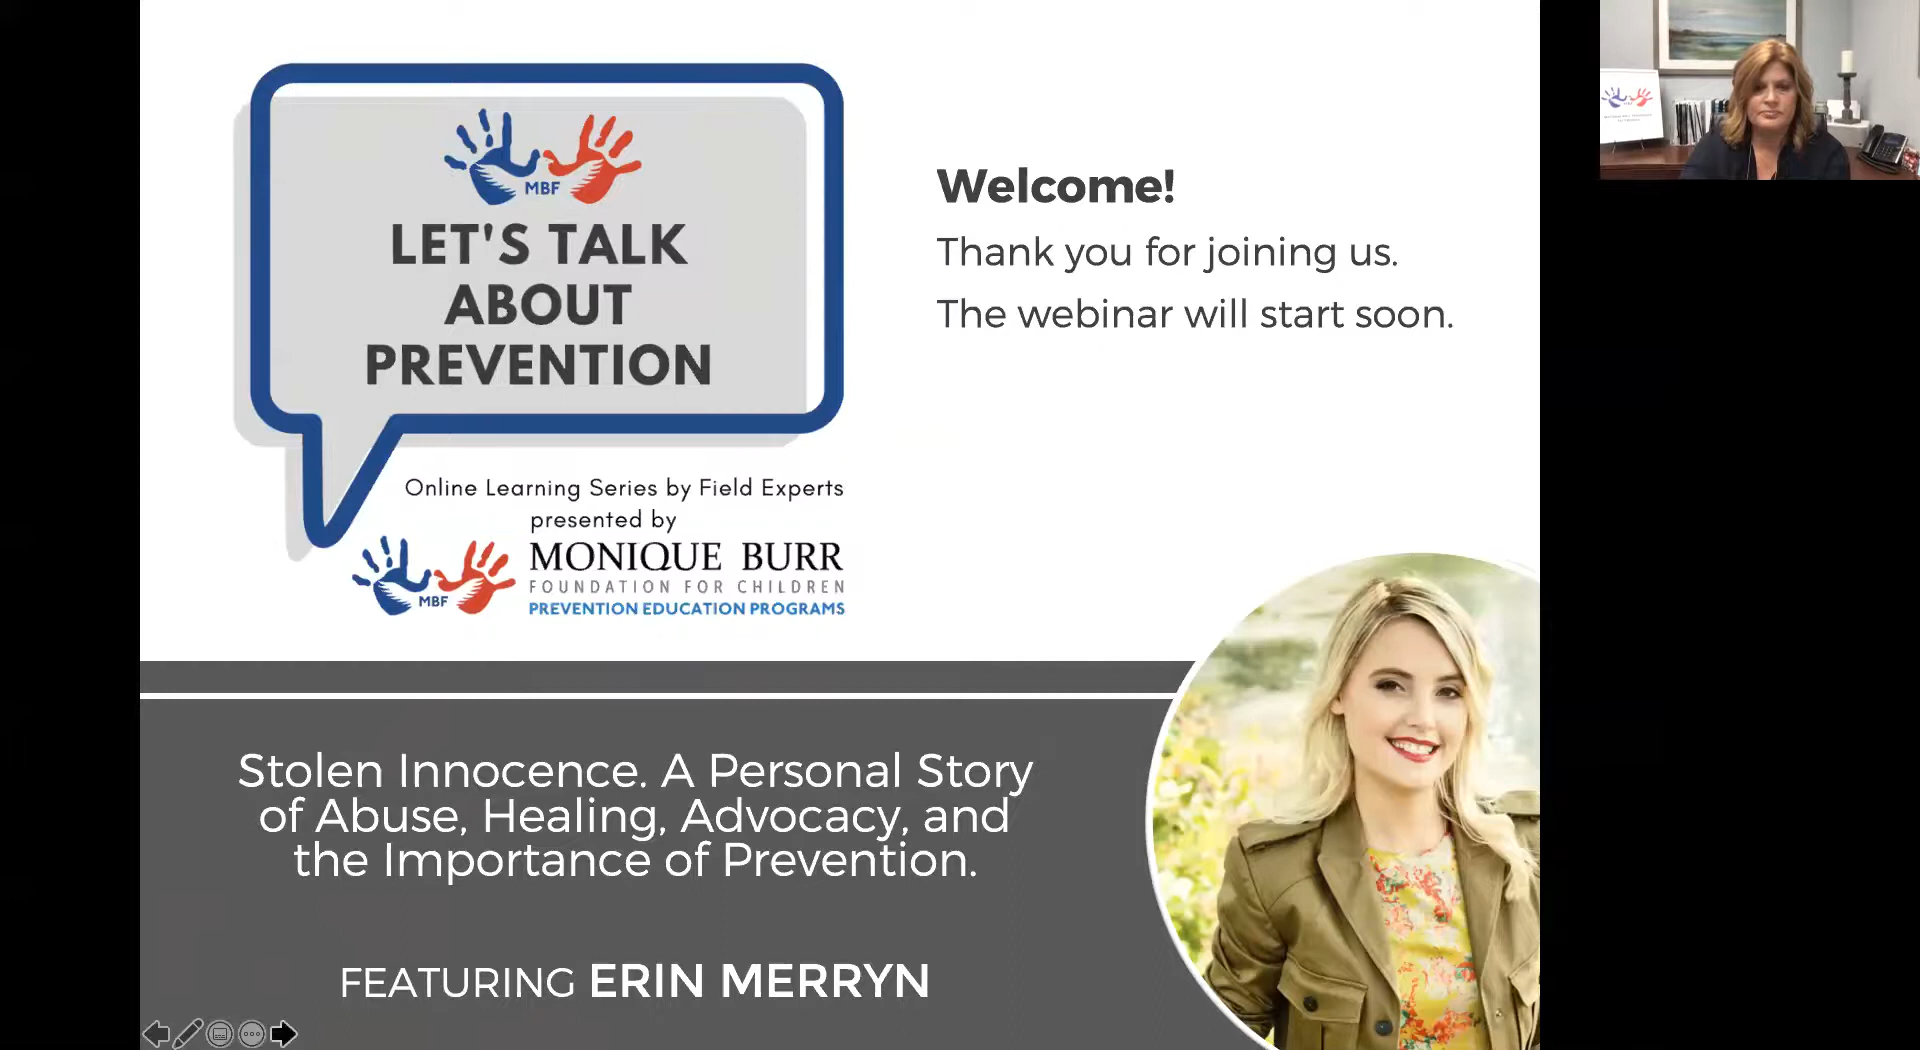 MBF
LET'S TALK
ABOUT
PREVENTION
Online Learning Series by Field Experts
presented by
MBF
MONIQUE BURR
FOUNDATION FOR CHILDREN
PREVENTION EDUCATION PROGRAMS
Welcome!
Thank you for joining us.
The webinar will start soon.
Stolen Innocence. A Personal Story
of Abuse, Healing, Advocacy, and
the Importance of Prevention.
FEATURING ERIN MERRYN